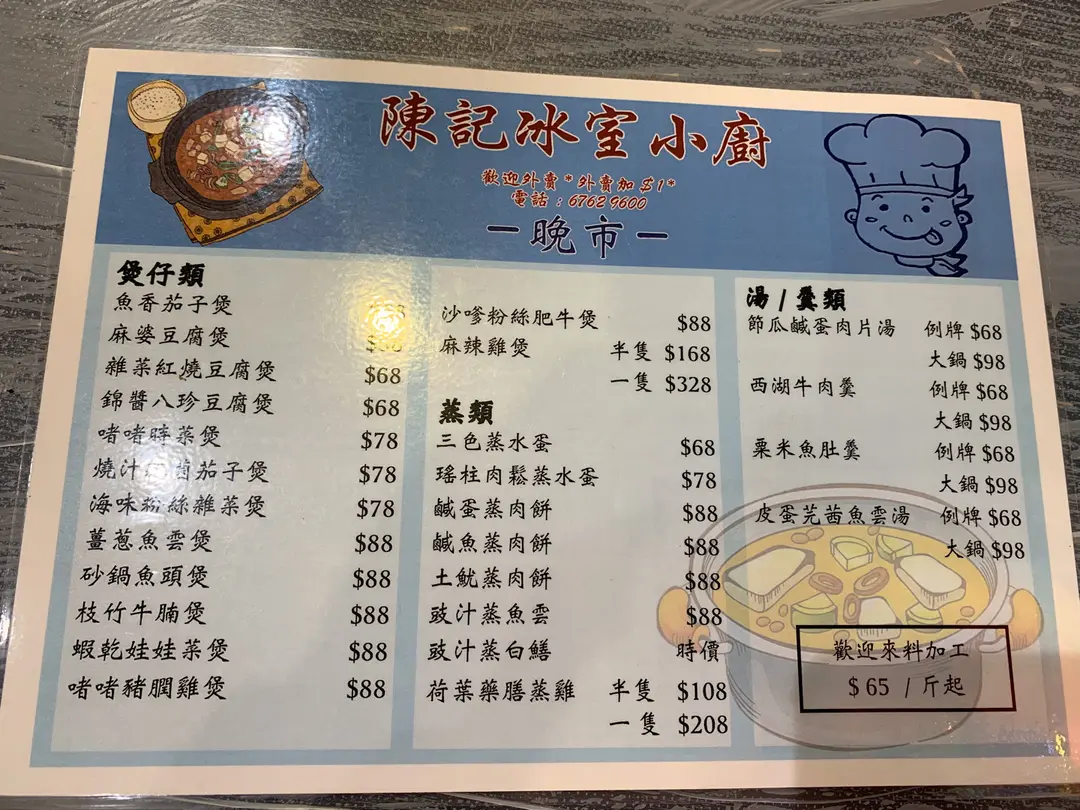 陳記冰室小廚
歡迎外賣*外賣加$1*
電話:67629600
一晚市一
煲仔類
魚香茄子煲
麻婆豆腐煲
雜菜紅燒豆腐煲 $68
錦醬八珍豆腐煲 $68
啫啫時菜煲 $78
燒汁 茄子煲 $78
海味粉絲雜菜煲 $78
薑蔥魚雲煲 $88
砂鍋魚頭煲 $88
枝竹牛腩煲 $88
蝦乾娃娃菜煲 $88
啫啫豬膶雞煲 $88
沙嗲粉絲肥牛煲 $88
麻辣雞煲 半隻 $168
一隻 $328
蒸類
三色蒸水蛋 $68
瑤柱肉鬆蒸水蛋 $78
鹹蛋蒸肉餅 $88
鹹魚蒸肉餅 $88
土魷蒸肉餅 $88
豉汁蒸魚雲 $88
豉汁蒸白鱔 時價
荷葉藥膳蒸雞 半隻 $108
一隻 $208
湯/羹類
節瓜鹹蛋肉片湯 例牌 $68
大鍋 $98
西湖牛肉羹 例牌 $68
大鍋 $98
粟米魚肚羹 例牌 $68
大鍋 $98
皮蛋芫茜魚雲湯 例牌 $68
大鍋 $98
歡迎來料加工
$65 /斤起